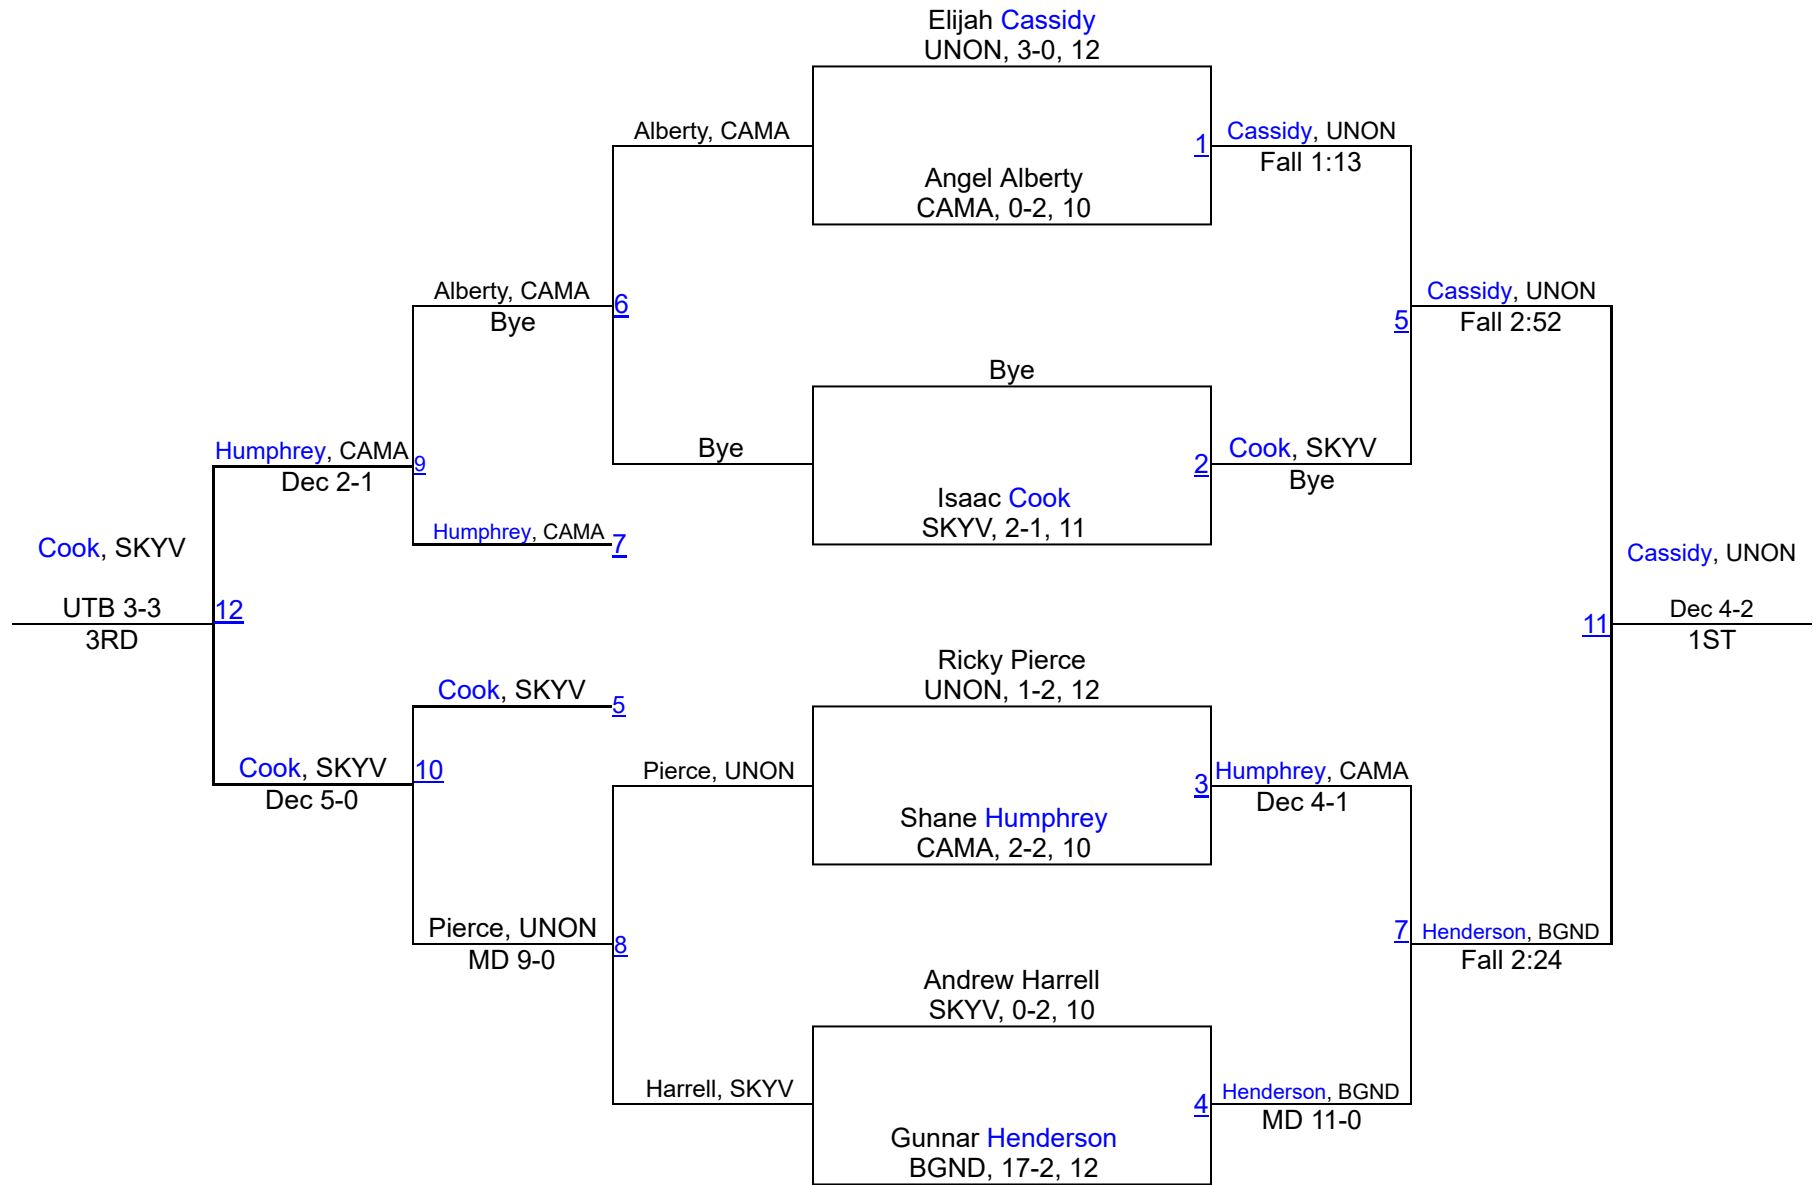 Elijah Cassidy
UNON, 3-0, 12
Alberty, CAMA
1
Cassidy, UNON
Fall 1:13
Angel Alberty
CAMA, 0-2, 10
Alberty, CAMA
Bye
6
Cassidy, UNON
Fall 2:52
5
Bye
Bye
2
Cook, SKYV
Bye
Isaac Cook
SKYV, 2-1, 11
Humphrey, CAMA
Dec 2-1
9
Humphrey, CAMA
7
Cook, SKYV
UTB 3-3
3RD
12
Cassidy, UNON
Dec 4-2
1ST
11
Ricky Pierce
UNON, 1-2, 12
Cook, SKYV
5
Cook, SKYV
Dec 5-0
10
Pierce, UNON
3
Humphrey, CAMA
Dec 4-1
Shane Humphrey
CAMA, 2-2, 10
Pierce, UNON
MD 9-0
8
7
Henderson, BGND
Fall 2:24
Andrew Harrell
SKYV, 0-2, 10
Harrell, SKYV
4
Henderson, BGND
MD 11-0
Gunnar Henderson
BGND, 17-2, 12